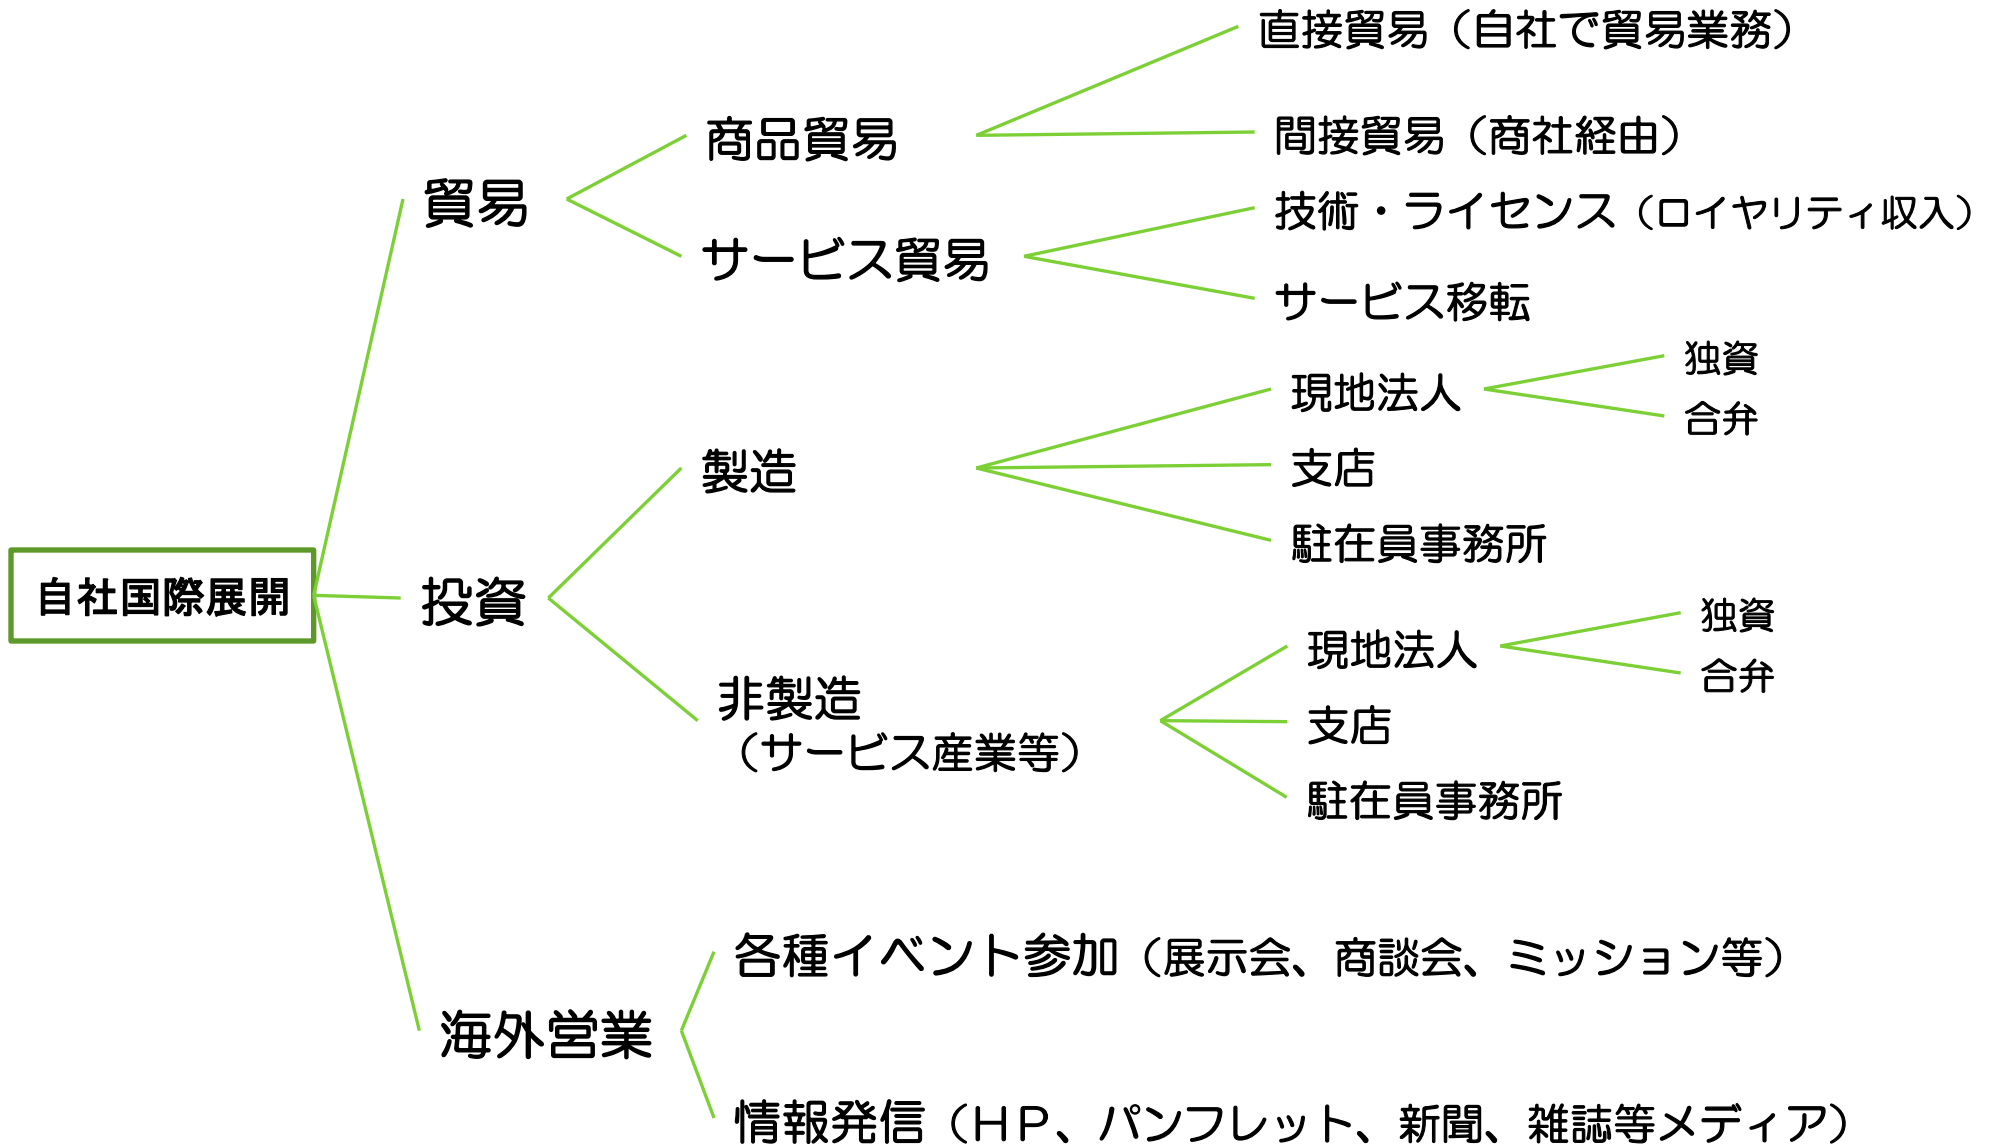 自社国際展開
貿易
商品貿易
直接貿易（自社で貿易業務）
間接貿易（商社経由）
サービス貿易
技術・ライセンス（ロイヤリティ収入）
サービス移転
投資
製造
現地法人
独資
合弁
支店
駐在員事務所
非製造
（サービス産業等）
現地法人
独資
合弁
支店
駐在員事務所
海外営業
各種イベント参加（展示会、商談会、ミッション等）
情報発信（ＨＰ、パンフレット、新聞、雑誌等メディア）